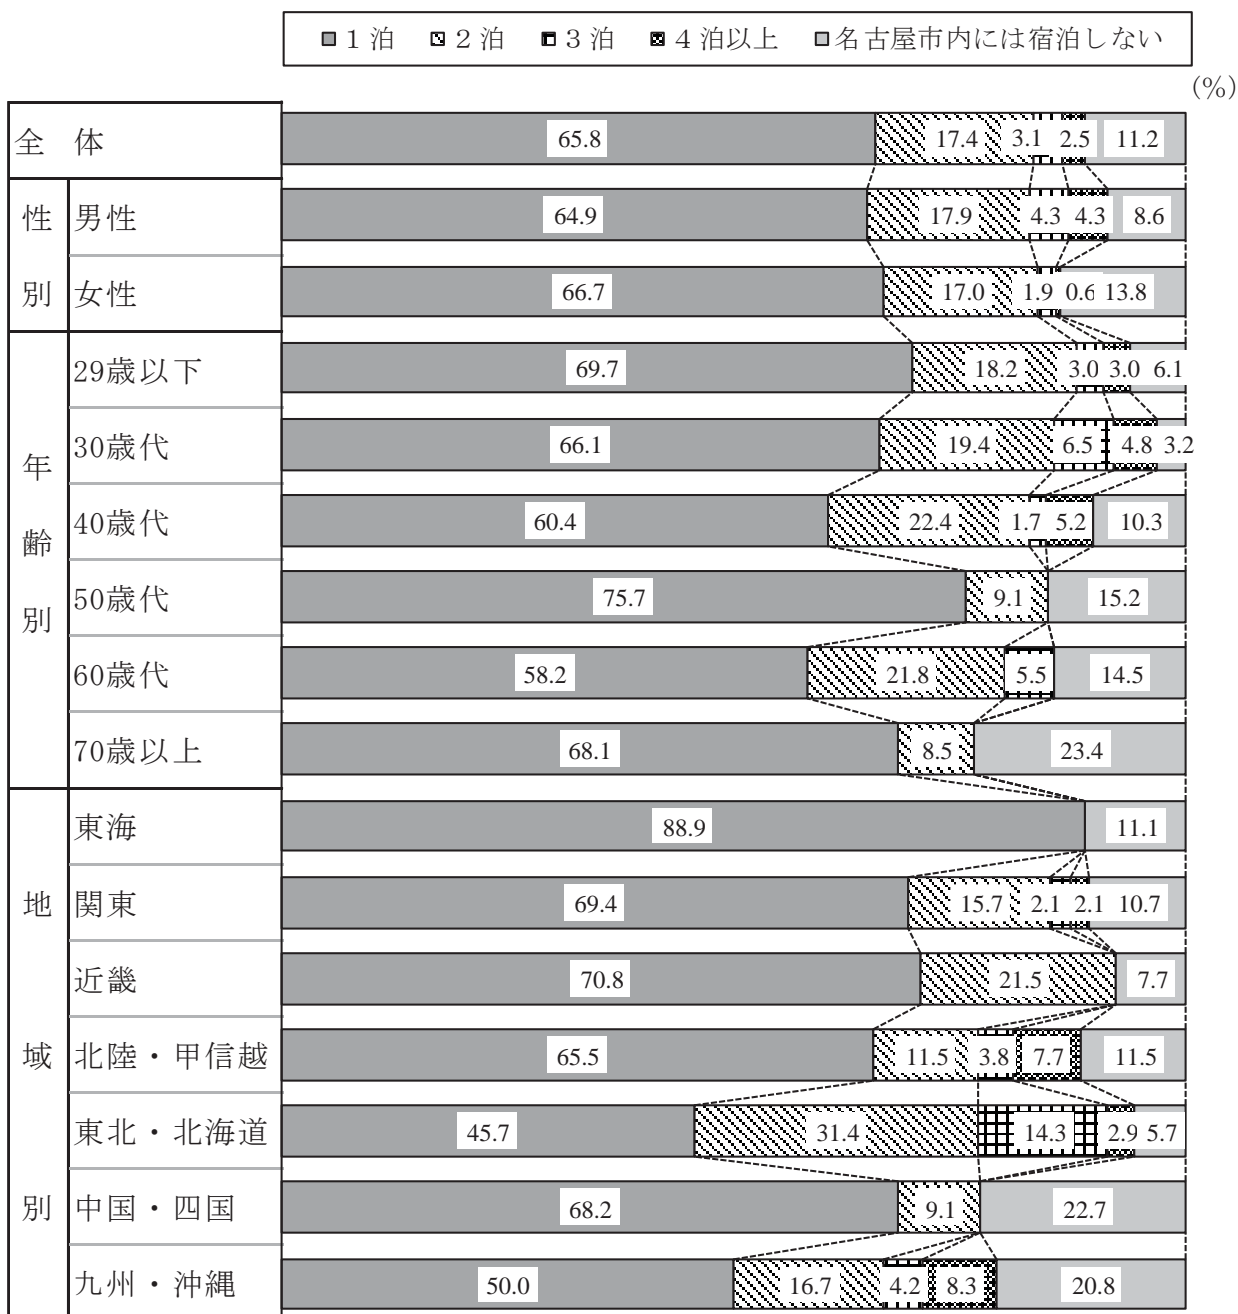 1泊 2泊 3泊 4泊以上 名古屋市内には宿泊しない
(%)
全 体 65.8 17.4 3.1 2.5 11.2
性別
男性 64.9 17.9 4.3 4.3 8.6
女性 66.7 17.0 1.9 0.6 13.8
年齢別
29歳以下 69.7 18.2 3.0 3.0 6.1
30歳代 66.1 19.4 6.5 4.8 3.2
40歳代 60.4 22.4 1.7 5.2 10.3
50歳代 75.7 9.1 15.2
60歳代 58.2 21.8 5.5 14.5
70歳以上 68.1 8.5 23.4
地域別
東海 88.9 11.1
関東 69.4 15.7 2.1 2.1 10.7
近畿 70.8 21.5 7.7
北陸・甲信越 65.5 11.5 3.8 7.7 11.5
東北・北海道 45.7 31.4 14.3 2.9 5.7
中国・四国 68.2 9.1 22.7
九州・沖縄 50.0 16.7 4.2 8.3 20.8